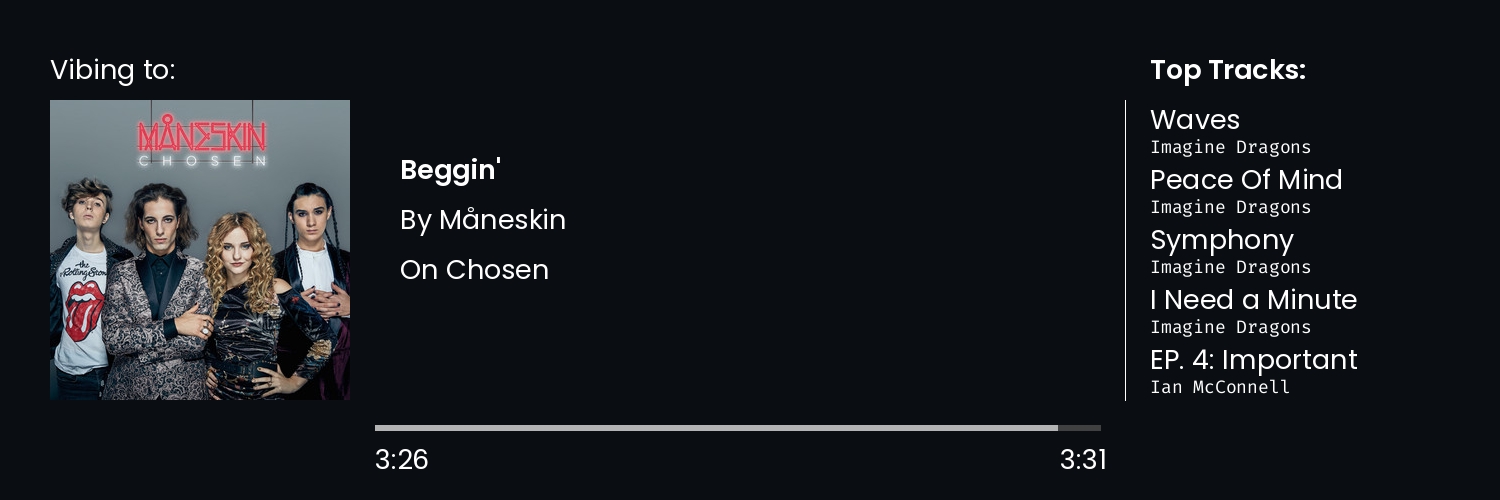 Vibing to:
MÅNESKIN
CHOSEN
the
Rolling Stones
Beggin'
By Måneskin
On Chosen
3:26
3:31
Top Tracks:
Waves
Imagine Dragons
Peace Of Mind
Imagine Dragons
Symphony
Imagine Dragons
I Need a Minute
Imagine Dragons
EP. 4: Important
Ian McConnell